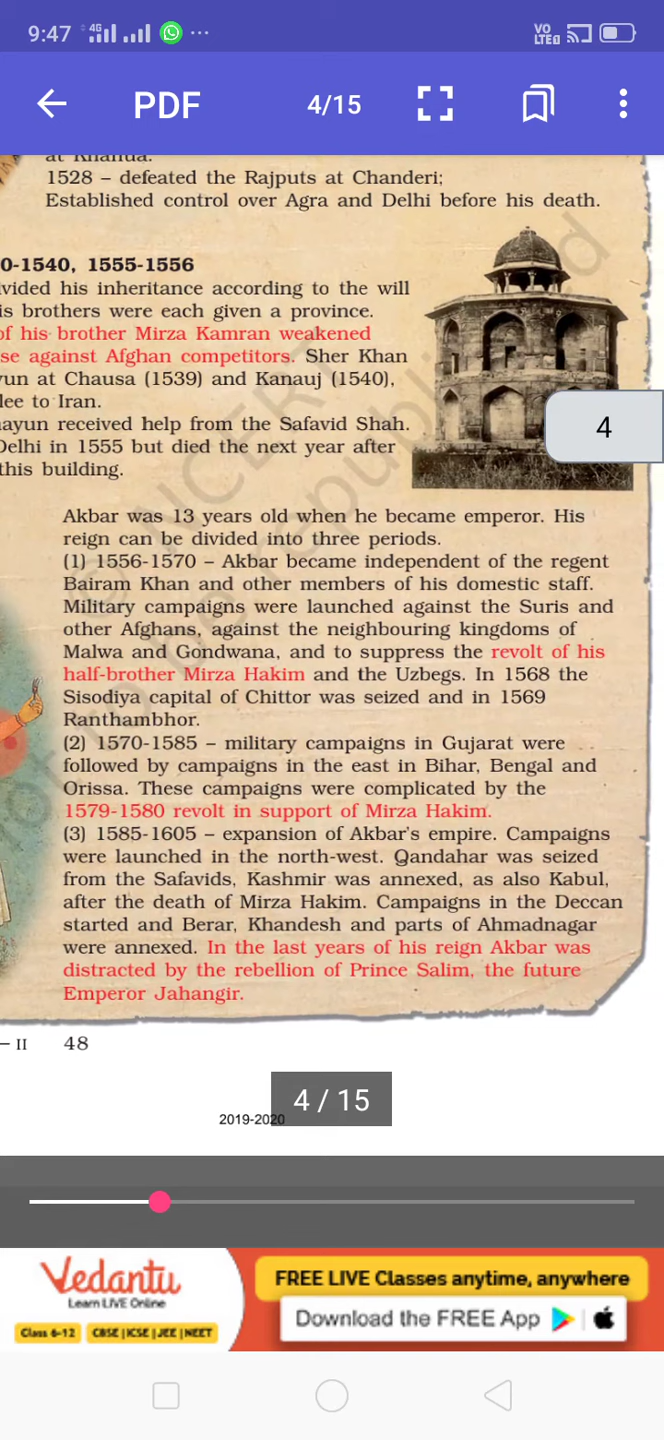 9:47 4G VO LTE
PDF 4/15
at Khanua.
1528 – defeated the Rajputs at Chanderi;
Established control over Agra and Delhi before his death.
0-1540, 1555-1556
vided his inheritance according to the will
is brothers were each given a province.
of his brother Mirza Kamran weakened
se against Afghan competitors. Sher Khan
yun at Chausa (1539) and Kanauj (1540),
lee to Iran.
ayun received help from the Safavid Shah.
Delhi in 1555 but died the next year after
this building.
4
Akbar was 13 years old when he became emperor. His
reign can be divided into three periods.
(1) 1556-1570 – Akbar became independent of the regent
Bairam Khan and other members of his domestic staff.
Military campaigns were launched against the Suris and
other Afghans, against the neighbouring kingdoms of
Malwa and Gondwana, and to suppress the revolt of his
half-brother Mirza Hakim and the Uzbegs. In 1568 the
Sisodiya capital of Chittor was seized and in 1569
Ranthambhor.
(2) 1570-1585 – military campaigns in Gujarat were
followed by campaigns in the east in Bihar, Bengal and
Orissa. These campaigns were complicated by the
1579-1580 revolt in support of Mirza Hakim.
(3) 1585-1605 – expansion of Akbar's empire. Campaigns
were launched in the north-west. Qandahar was seized
from the Safavids, Kashmir was annexed, as also Kabul,
after the death of Mirza Hakim. Campaigns in the Deccan
started and Berar, Khandesh and parts of Ahmadnagar
were annexed. In the last years of his reign Akbar was
distracted by the rebellion of Prince Salim, the future
Emperor Jahangir.
– II 48
4 / 15
2019-2020
Vedantu
Learn LIVE Online
Class 6-12 CBSE | ICSE | JEE | NEET
FREE LIVE Classes anytime, anywhere
Download the FREE App